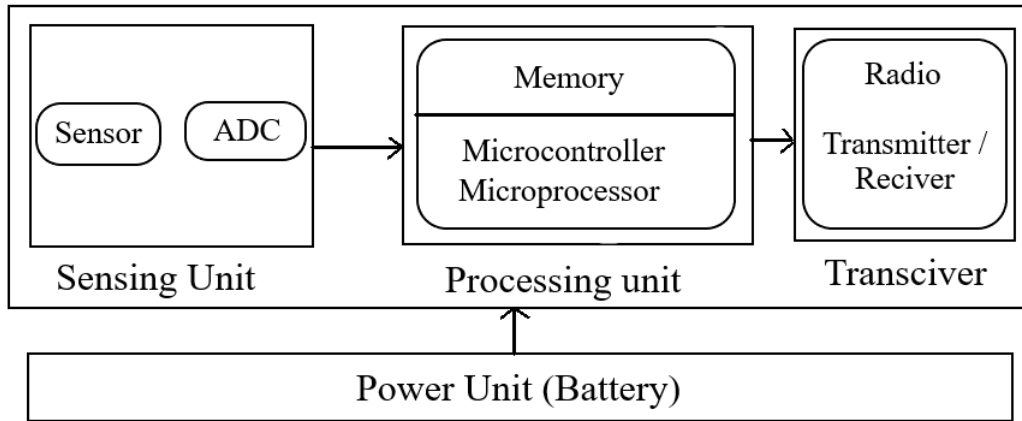 Sensor
ADC
Sensing Unit
Memory
Microcontroller
Microprocessor
Processing unit
Radio
Transmitter /
Reciver
Transciver
Power Unit (Battery)